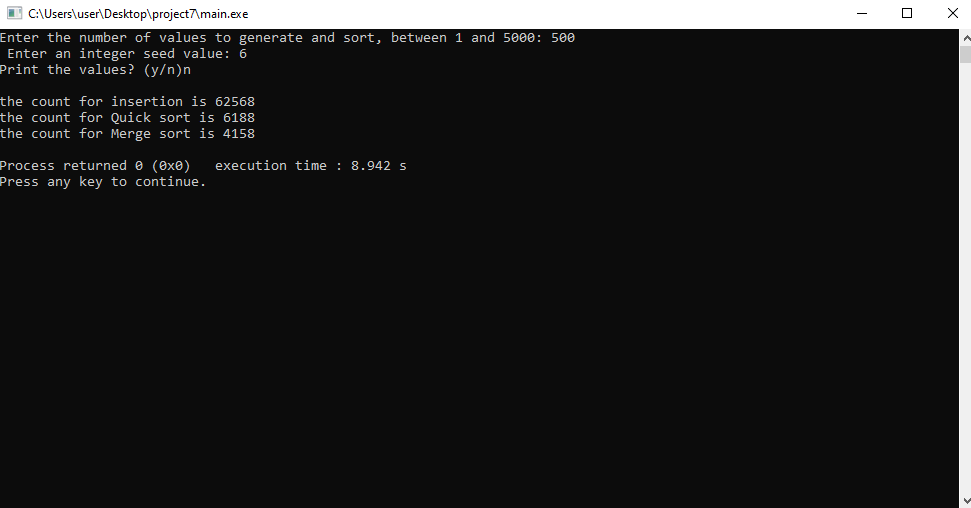 C:\Users\user\Desktop\project7\main.exe
Enter the number of values to generate and sort, between 1 and 5000: 500
 Enter an integer seed value: 6
Print the values? (y/n)n
the count for insertion is 62568
the count for Quick sort is 6188
the count for Merge sort is 4158
Process returned 0 (0x0)   execution time : 8.942 s
Press any key to continue.